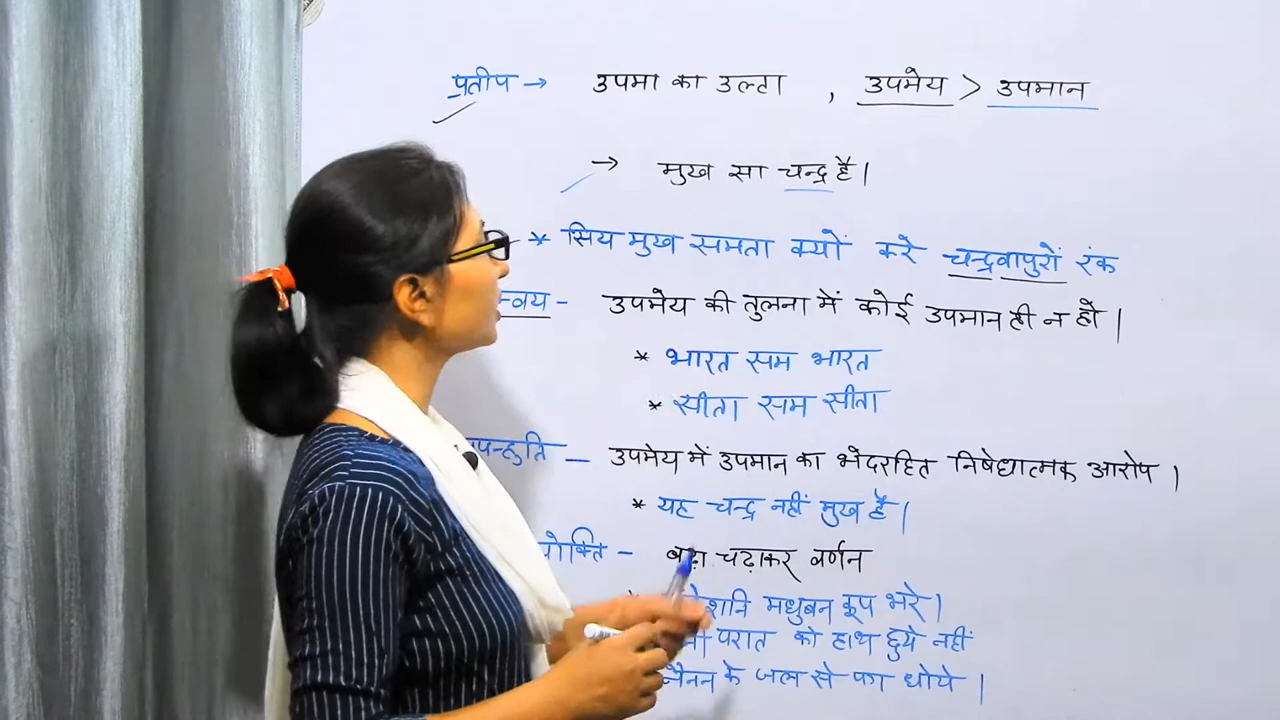 प्रतीप → उपमा का उल्टा , उपमेय > उपमान
→ मुख सा चन्द्र है।
* सिय मुख समता क्यों करे चन्द्रवापुरों रंक
उपमेय की तुलना में कोई उपमान ही न हो।
* भारत सम भारत
* सीता सम सीता
– उपमेय में उपमान का भेदरहित निषेधात्मक आरोप।
* यह चन्द्र नहीं मुख है।
– बढ़ा चढ़ाकर वर्णन
मधुबन कूप भरे।
परात को हाथ छुये नहीं
नैनन के जल से पग धोये।